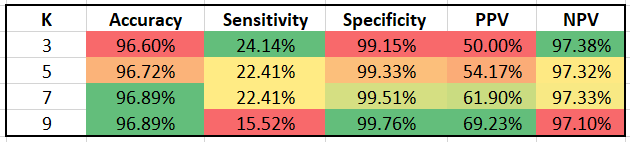 K Accuracy Sensitivity Specificity PPV NPV
3 96.60% 24.14% 99.15% 50.00% 97.38%
5 96.72% 22.41% 99.33% 54.17% 97.32%
7 96.89% 22.41% 99.51% 61.90% 97.33%
9 96.89% 15.52% 99.76% 69.23% 97.10%